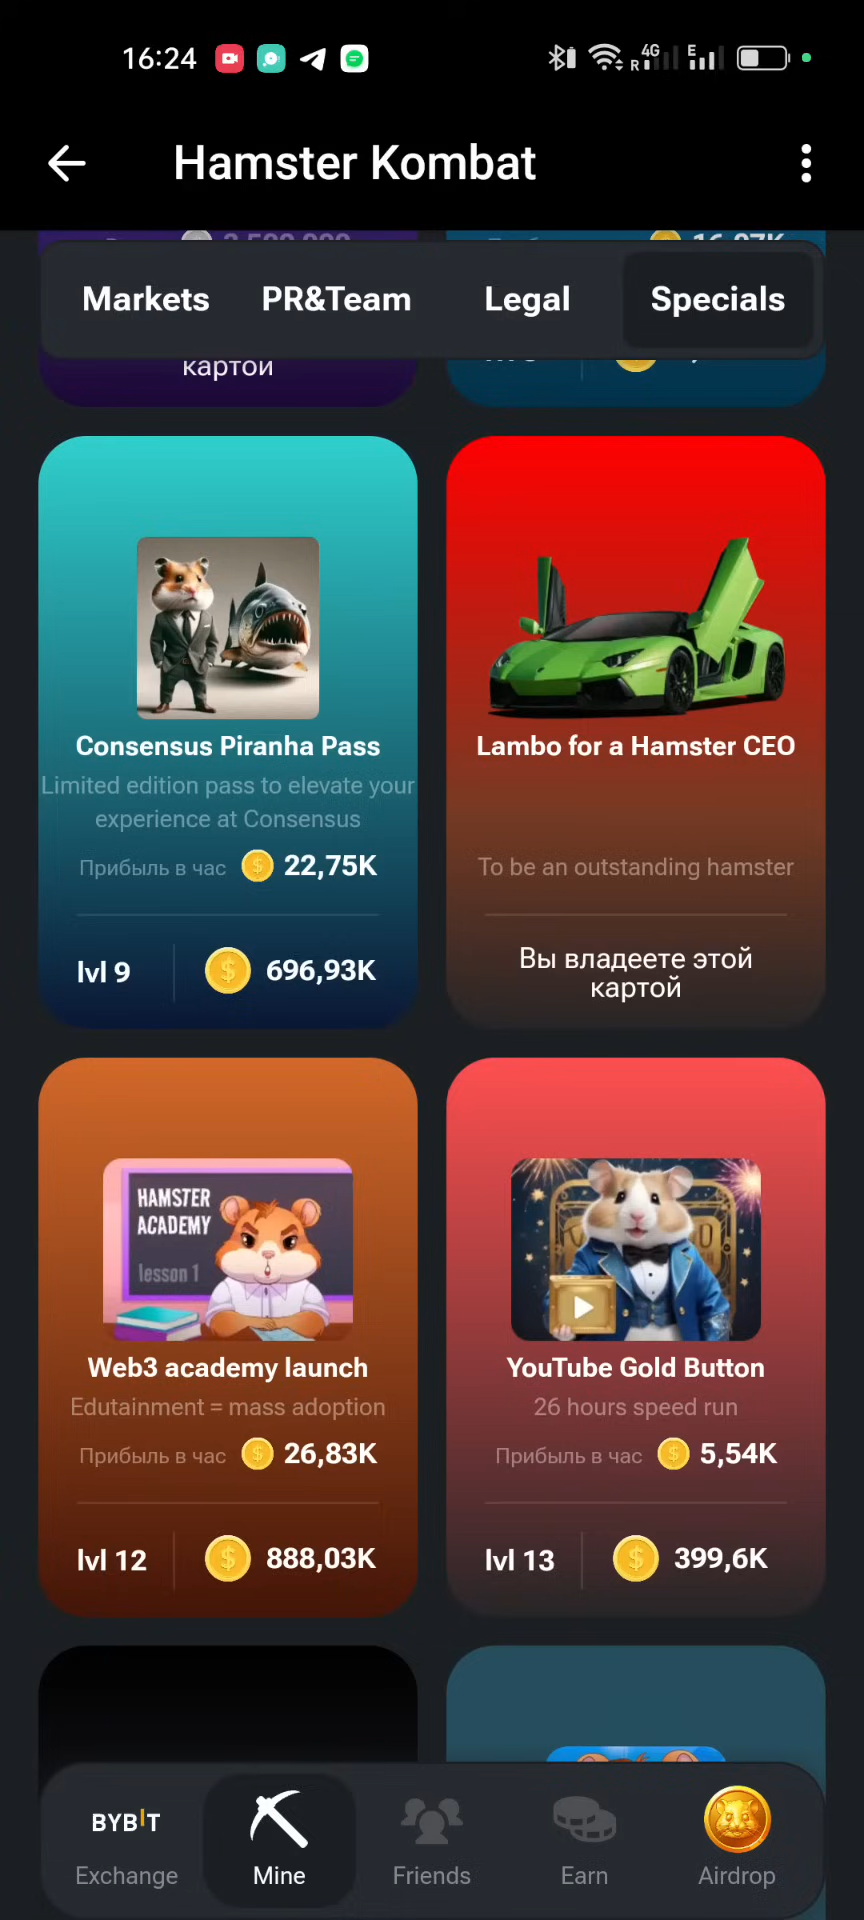 16:24
4G
R
E
Hamster Kombat
Markets
PR&Team
Legal
Specials
картой
Consensus Piranha Pass
Limited edition pass to elevate your
experience at Consensus
Прибыль в час 22,75K
lvl 9
696,93K
Lambo for a Hamster CEO
To be an outstanding hamster
Вы владеете этой
картой
HAMSTER
ACADEMY
lesson 1
Web3 academy launch
Edutainment = mass adoption
Прибыль в час 26,83K
lvl 12
888,03K
YouTube Gold Button
26 hours speed run
Прибыль в час 5,54K
lvl 13
399,6K
BYBIT
Exchange
Mine
Friends
Earn
Airdrop